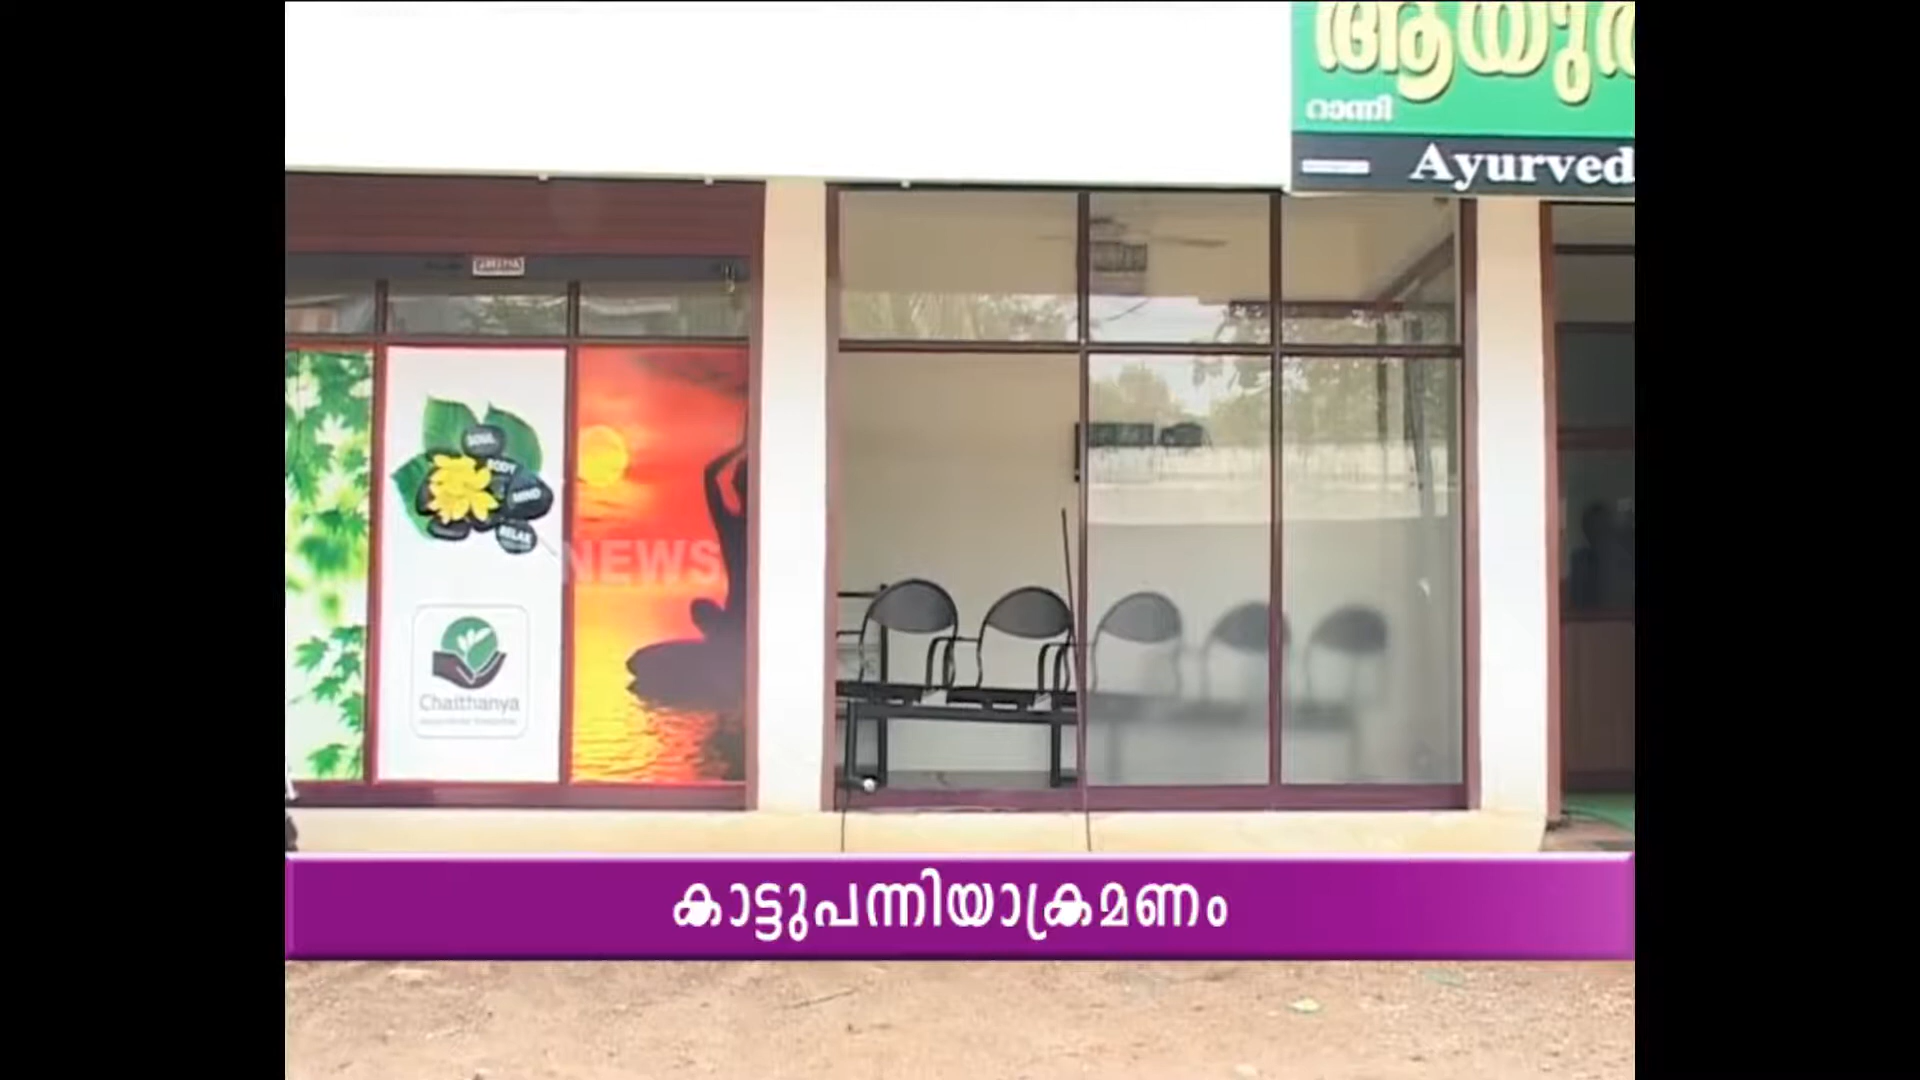 ആയുർ
റാന്നി
Ayurved
SOUL
BODY
MIND
RELAX
NEWS
Chaithanya
കാട്ടുപന്നിയാക്രമണം